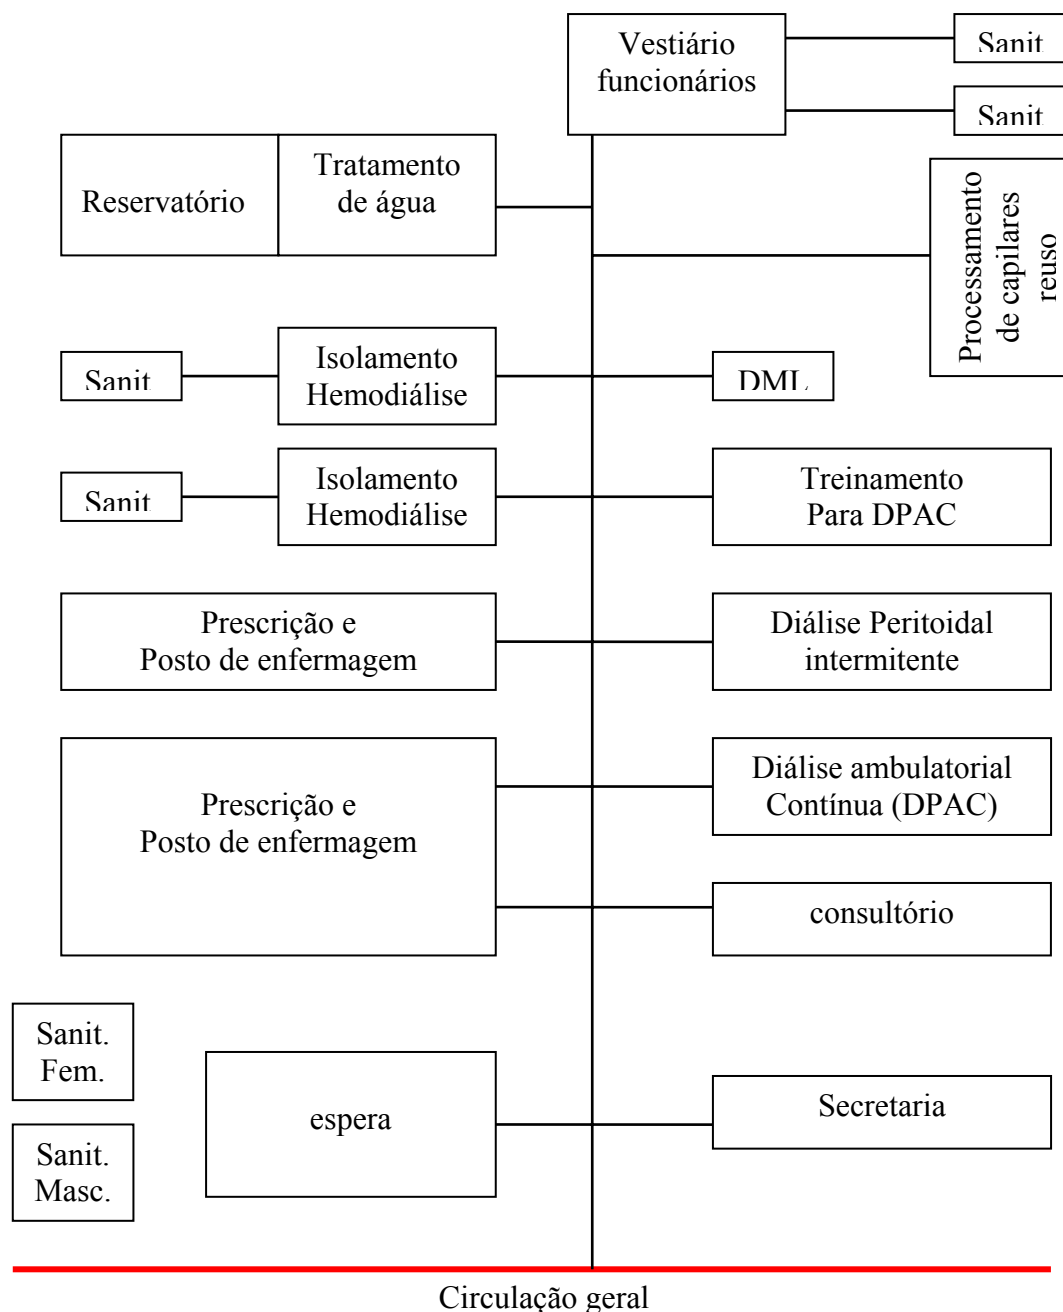 Vestiário
funcionários
Sanit
Sanit
Reservatório
Tratamento
de água
Processamento
de capilares
reuso
Sanit
Isolamento
Hemodiálise
DML
Sanit
Isolamento
Hemodiálise
Treinamento
Para DPAC
Prescrição e
Posto de enfermagem
Diálise Peritoidal
intermitente
Prescrição e
Posto de enfermagem
Diálise ambulatorial
Contínua (DPAC)
consultório
Sanit.
Fem.
espera
Secretaria
Sanit.
Masc.
Circulação geral